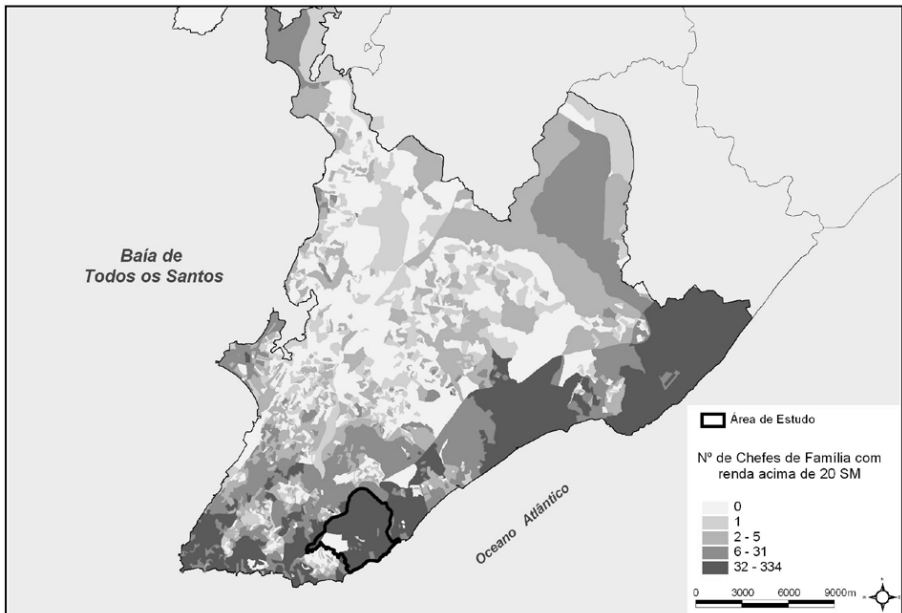 Baía de
Todos os Santos
Oceano Atlântico
Área de Estudo
Nº de Chefes de Família com
renda acima de 20 SM
0
1
2 - 5
6 - 31
32 - 334
0 3000 6000 9000m